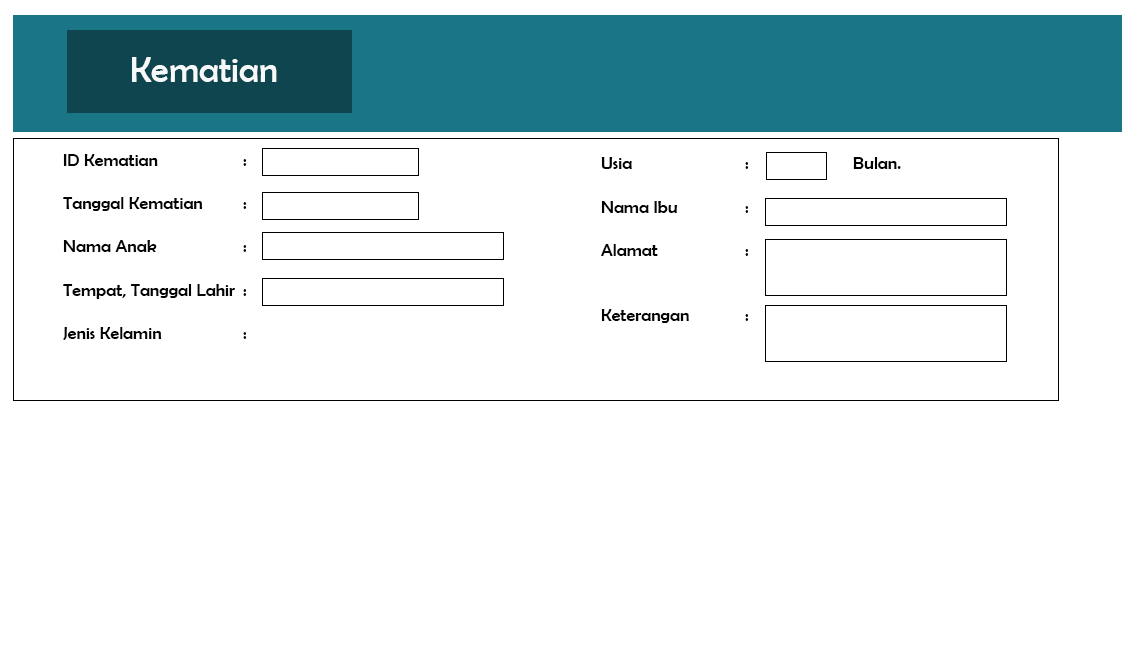 Kematian
ID Kematian :
Tanggal Kematian :
Nama Anak :
Tempat, Tanggal Lahir :
Jenis Kelamin :
Usia : Bulan.
Nama Ibu :
Alamat :
Keterangan :